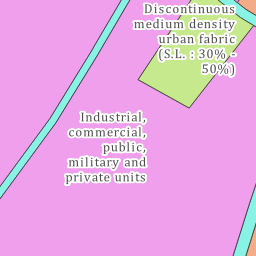 Discontinuous
medium density
urban fabric
(S.L. : 30% -
50%)
Industrial,
commercial,
public,
military and
private units